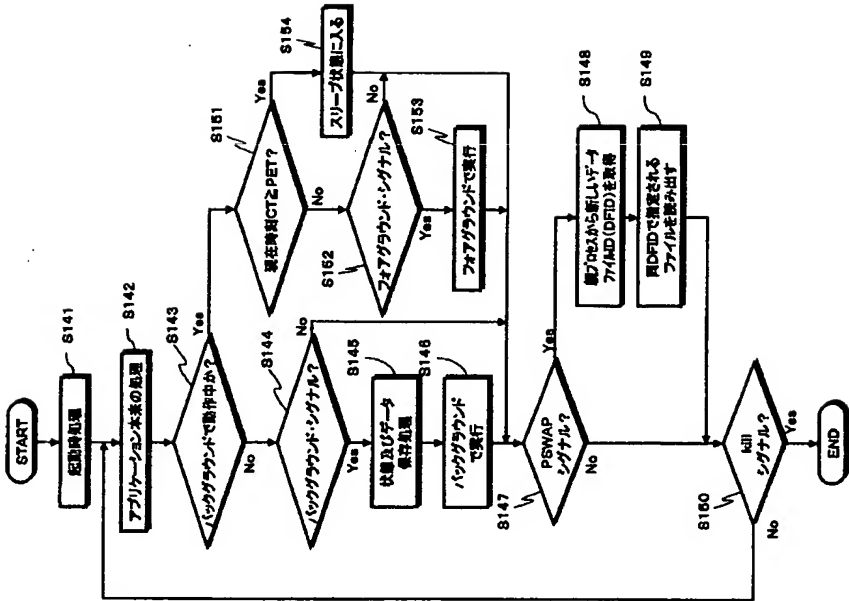 START
S141
起動時処理
S142
アプリケーション本来の処理
S143
バックグラウンドで動作中か?
Yes
No
S144
バックグラウンド・シグナル?
No
Yes
S145
状態及びデータ
保存処理
S146
バックグラウンド
で実行
S151
現在時刻CT≧PET?
Yes
No
S154
スリープ状態に入る
S152
フォアグラウンド・シグナル?
No
Yes
S153
フォアグラウンドで実行
S147
PSWAP
シグナル?
Yes
No
S148
親プロセスから新しいデータ
ファイルID(DFID)を取得
S149
同DFIDで指定される
ファイルを読み出す
S150
kill
シグナル?
No
Yes
END